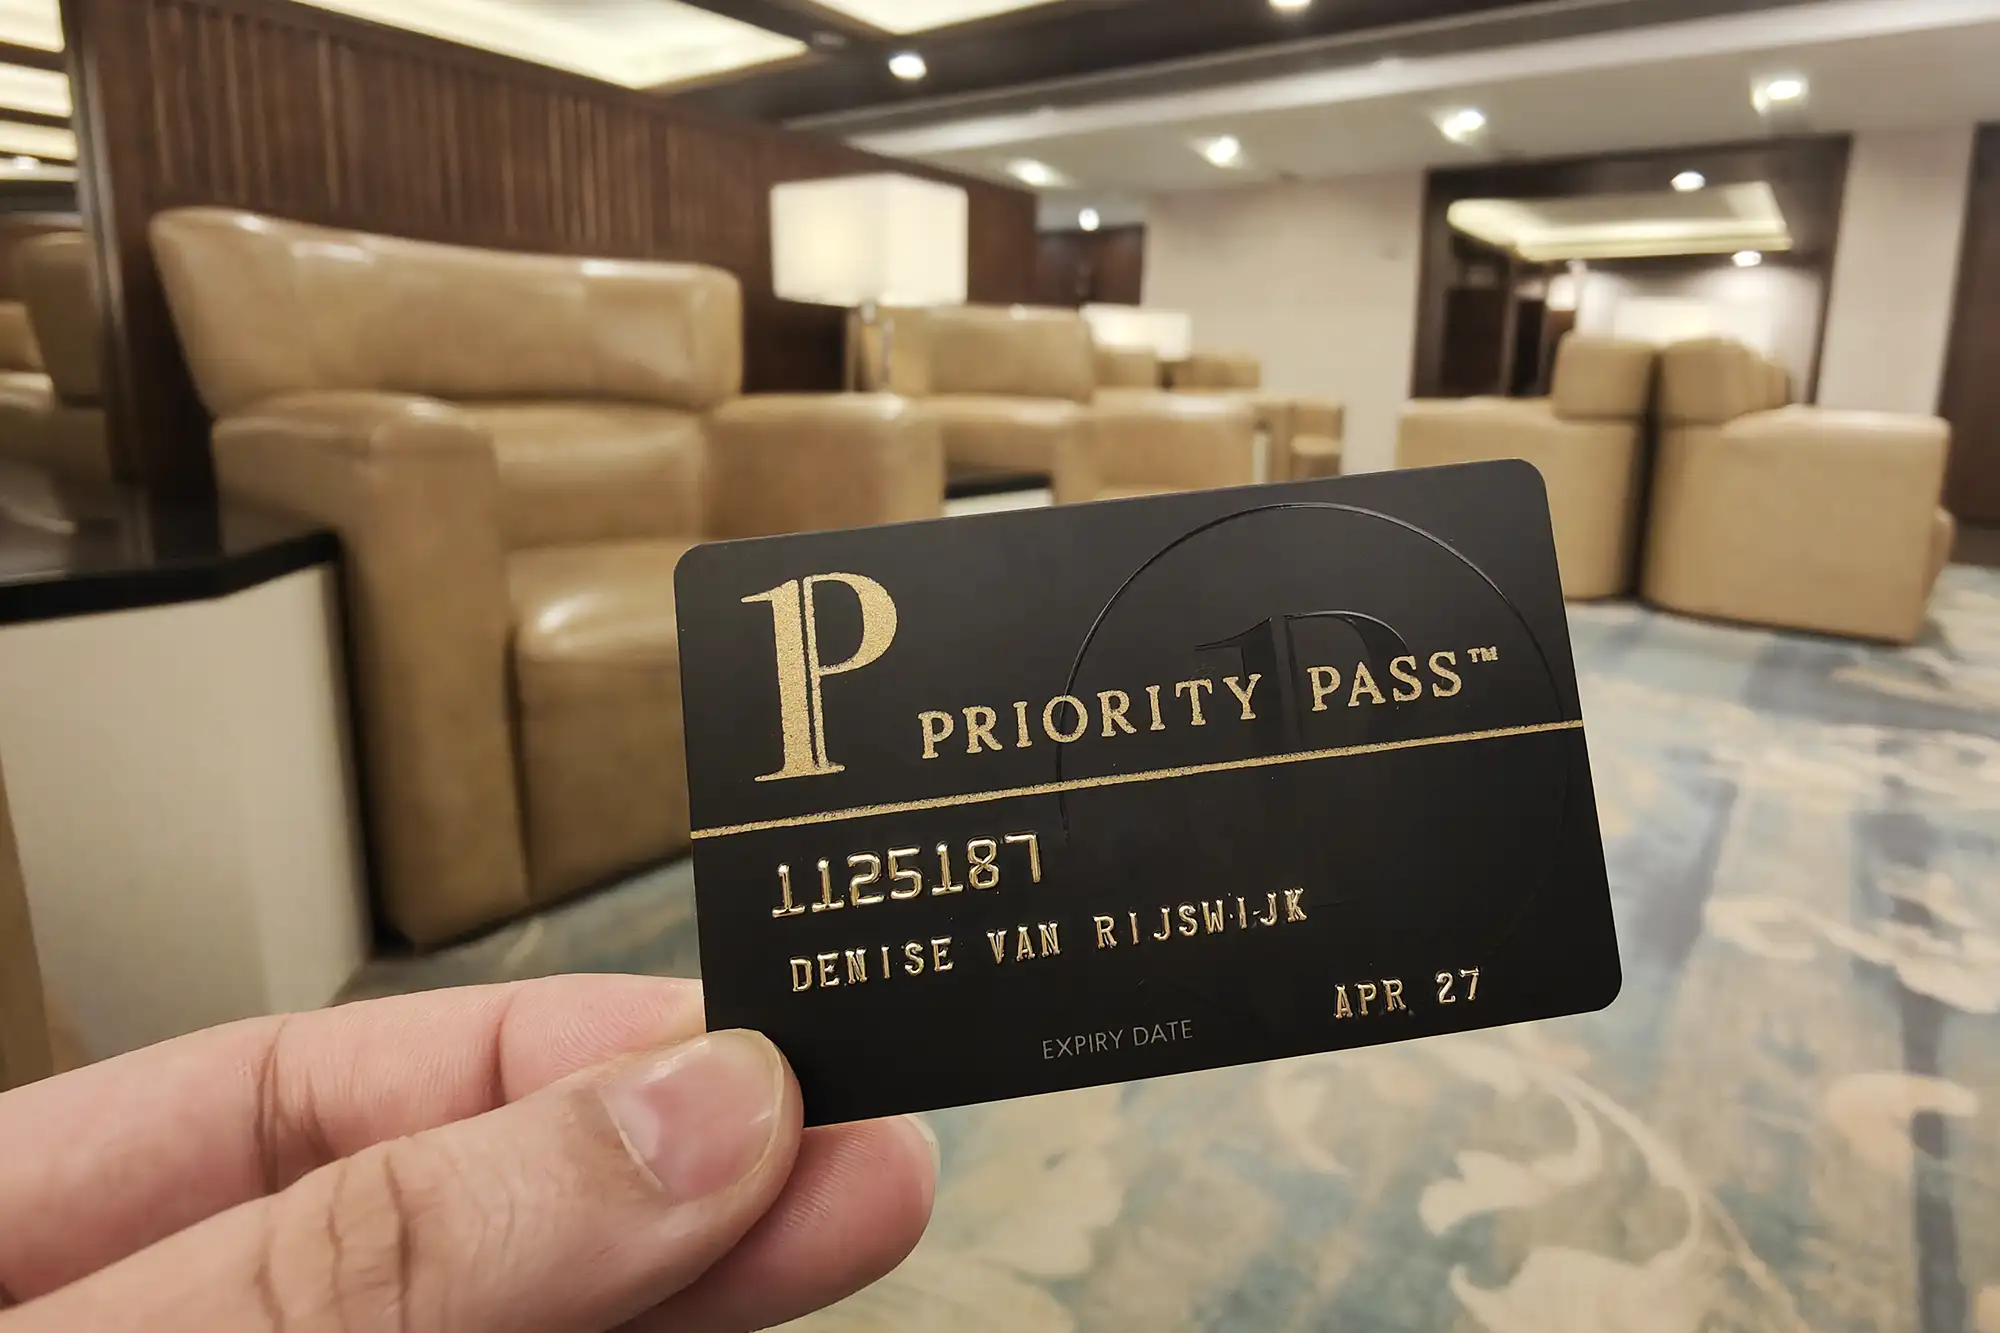 PRIORITY PASS™
1125187
DENISE VAN RIJSWIJK
APR 27
EXPIRY DATE